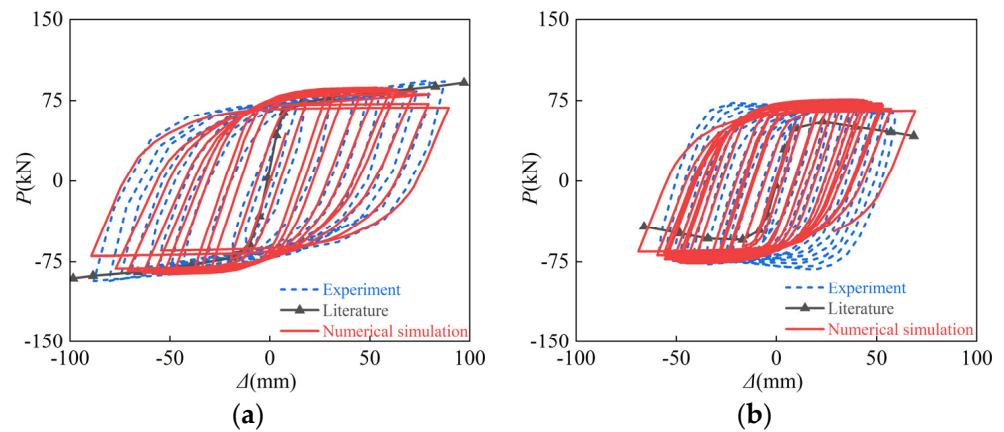 150
75
0
-75
-150
P(kN)
-100
-50
0
50
100
Δ(mm)
Experiment
Literature
Numerical simulation
(a)
150
75
0
-75
-150
P(kN)
-100
-50
0
50
100
Δ(mm)
Experiment
Literature
Numerical simulation
(b)